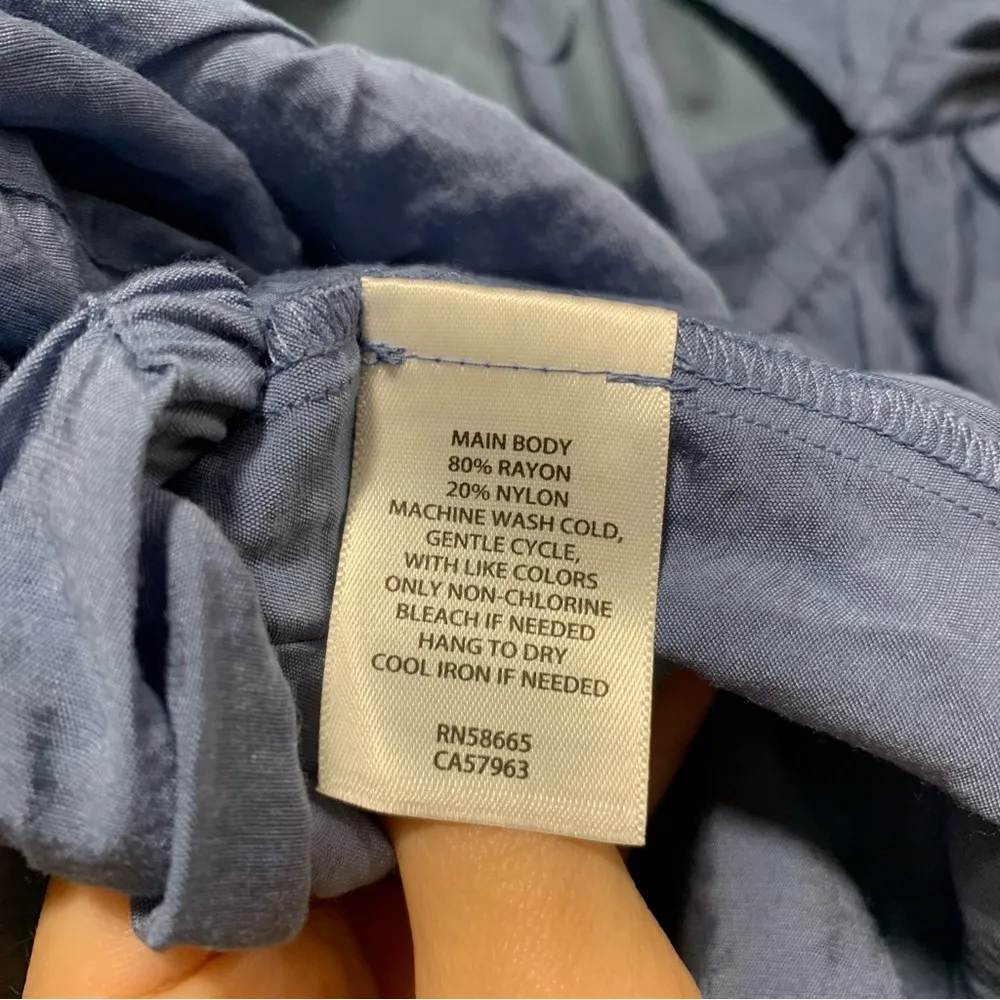 MAIN BODY
80% RAYON
20% NYLON
MACHINE WASH COLD,
GENTLE CYCLE,
WITH LIKE COLORS
ONLY NON-CHLORINE
BLEACH IF NEEDED
HANG TO DRY
COOL IRON IF NEEDED
RN58665
CA57963